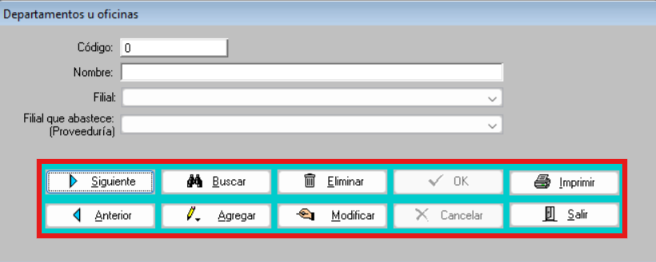 Departamentos u oficinas
Código: 0
Nombre:
Filial:
Filial que abastece:
(Proveeduría)
Siguiente Buscar Eliminar OK Imprimir
Anterior Agregar Modificar Cancelar Salir